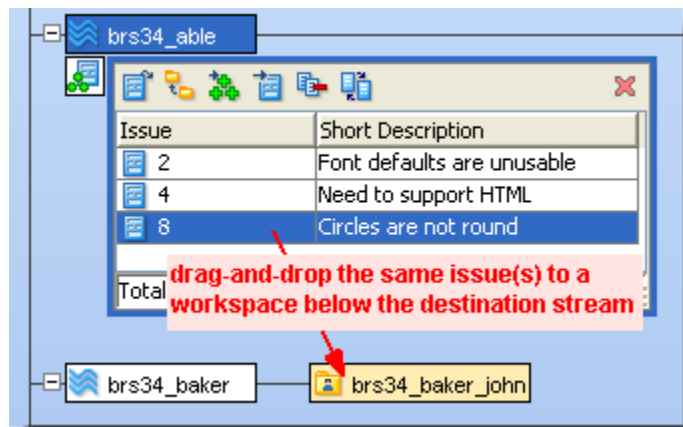 brs34_able
Issue Short Description
2 Font defaults are unusable
4 Need to support HTML
8 Circles are not round
drag-and-drop the same issue(s) to a
Total workspace below the destination stream
brs34_baker brs34_baker_john